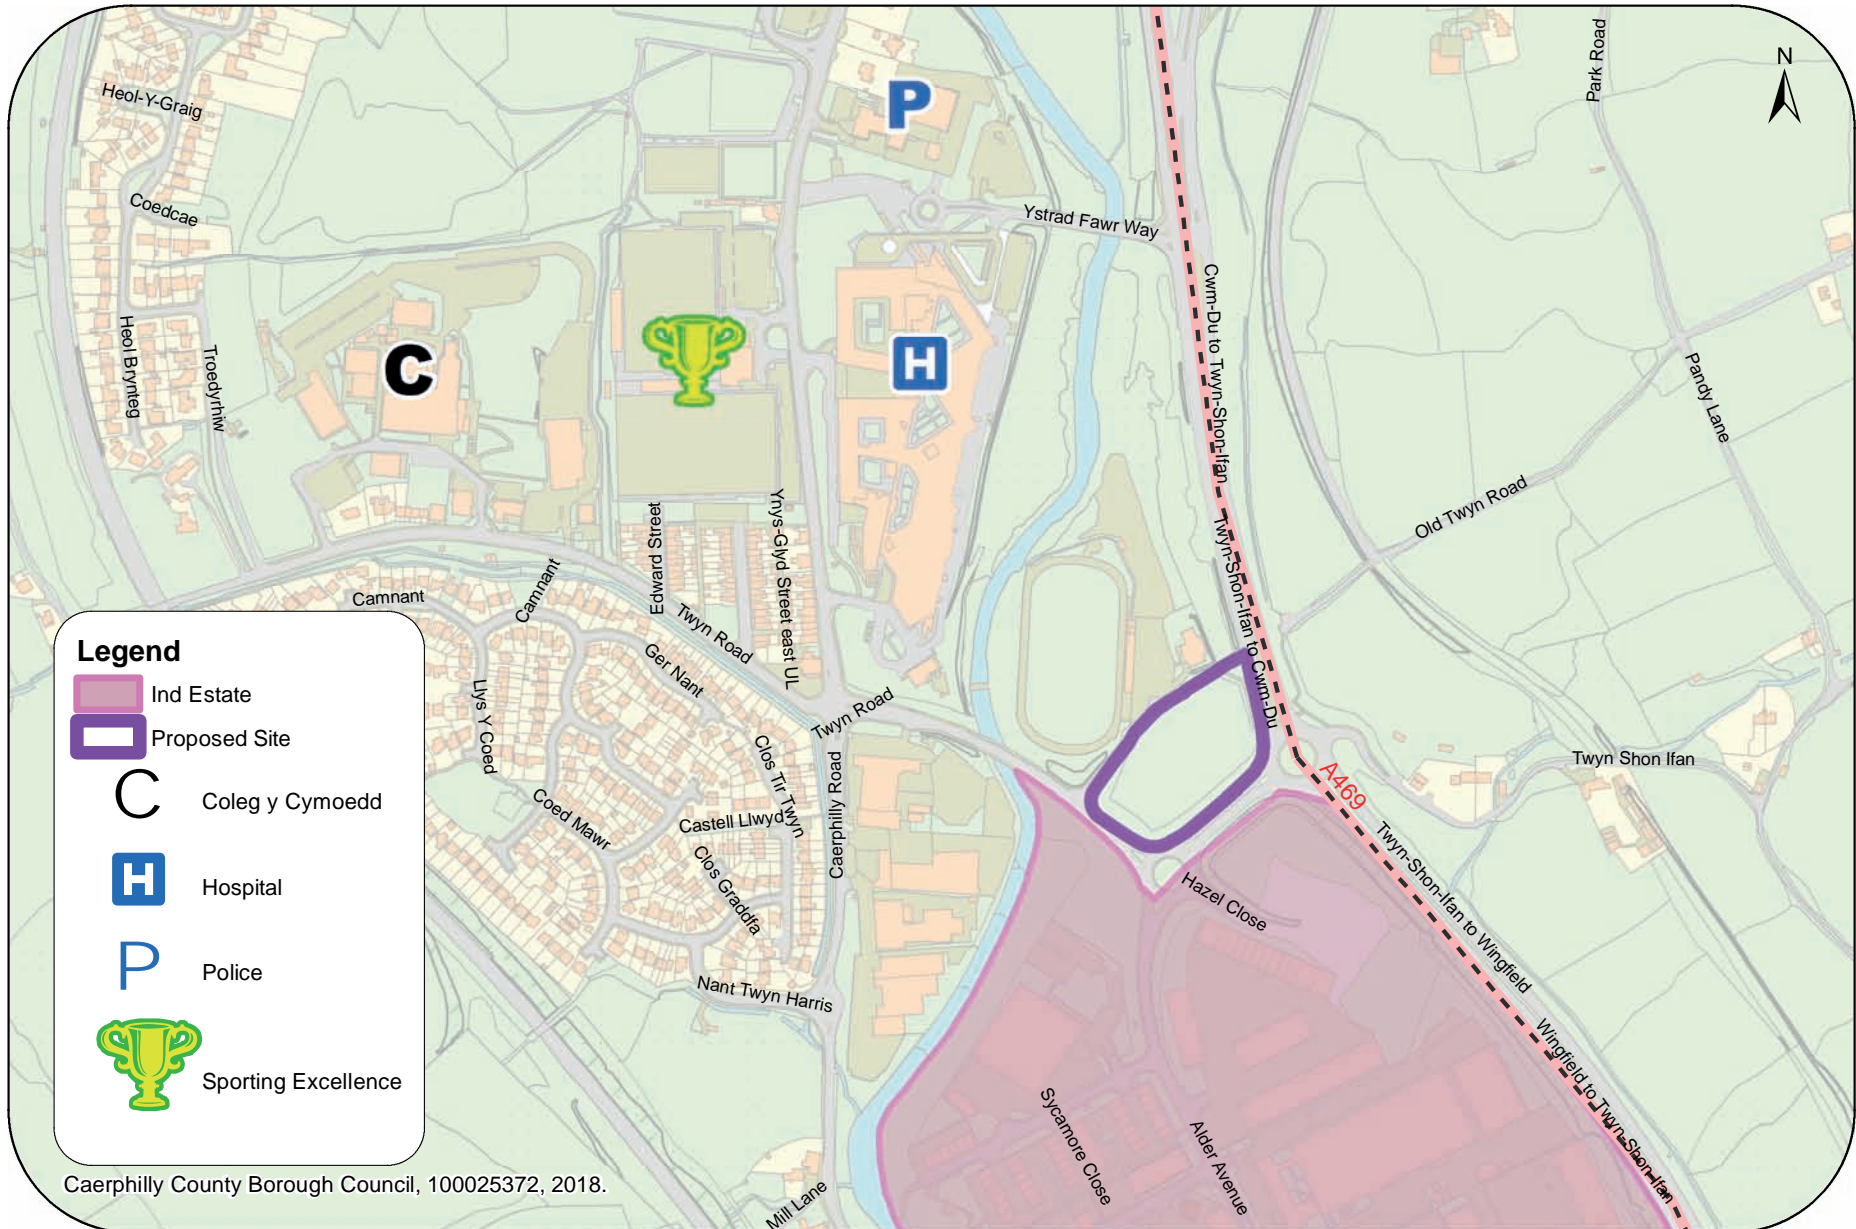 N
Park Road
Heol-Y-Graig
P
Coedcae
Ystrad Fawr Way
Cwm-Du to Twyn-Shon-Ifan
Heol Brynteg
Troedyrhiw
C
H
Pandy Lane
Old Twyn Road
Edward Street
Ynys-Glyd Street east UL
Twyn-Shon-Ifan to Cwm-Du
Camnant
Camnant
Twyn Road
Ger Nant
Llys Y Coed
Twyn Road
Clos Tir Twyn
Caerphilly Road
Twyn Shon Ifan
A469
Coed Mawr
Castell Llwyd
Clos Graddfa
Hazel Close
Twyn-Shon-Ifan to Wingfield
Nant Twyn Harris
Wingfield to Twyn-Shon-Ifan
Sycamore Close
Alder Avenue
Mill Lane
Legend
Ind Estate
Proposed Site
C Coleg y Cymoedd
H Hospital
P Police
Sporting Excellence
Caerphilly County Borough Council, 100025372, 2018.